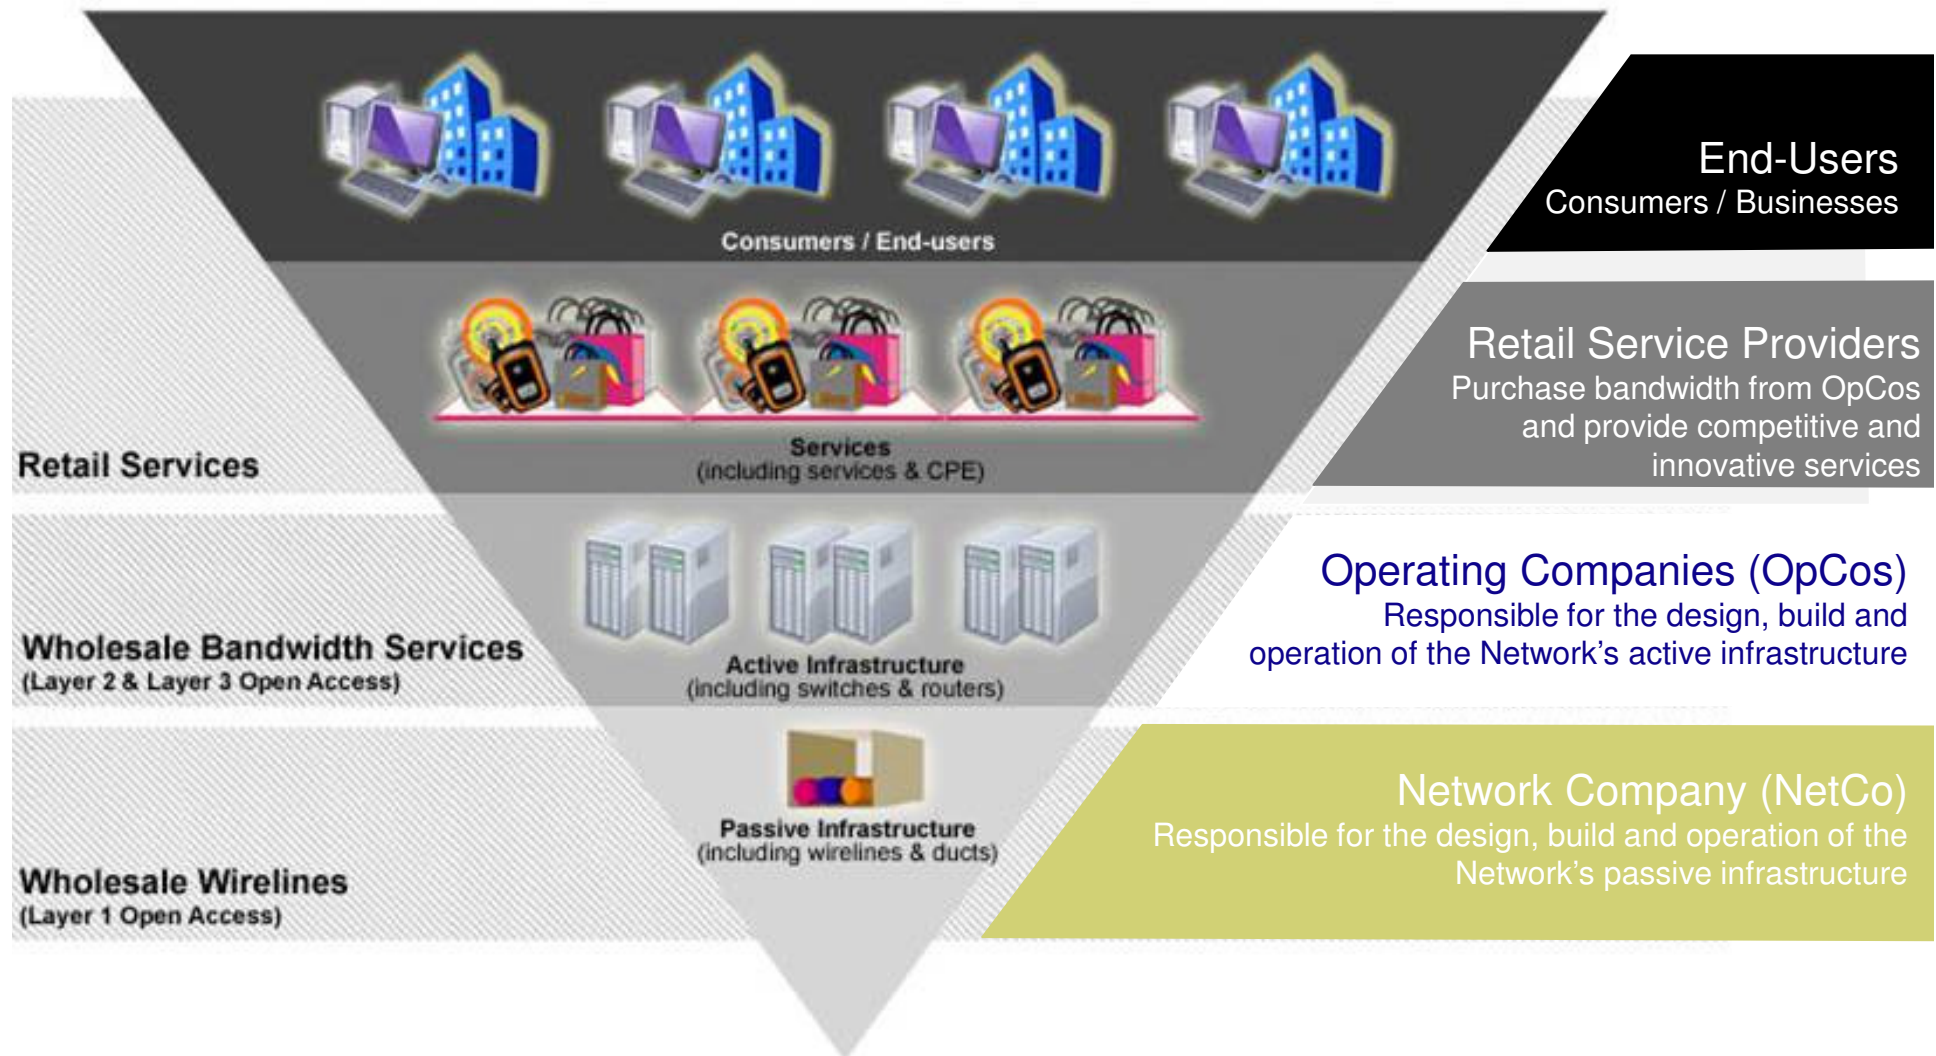 Consumers / End-users
End-Users
Consumers / Businesses
Retail Services
Services
(including services & CPE)
Retail Service Providers
Purchase bandwidth from OpCos
and provide competitive and
innovative services
Wholesale Bandwidth Services
(Layer 2 & Layer 3 Open Access)
Active Infrastructure
(including switches & routers)
Operating Companies (OpCos)
Responsible for the design, build and
operation of the Network's active infrastructure
Wholesale Wirelines
(Layer 1 Open Access)
Passive Infrastructure
(including wirelines & ducts)
Network Company (NetCo)
Responsible for the design, build and operation of the
Network's passive infrastructure